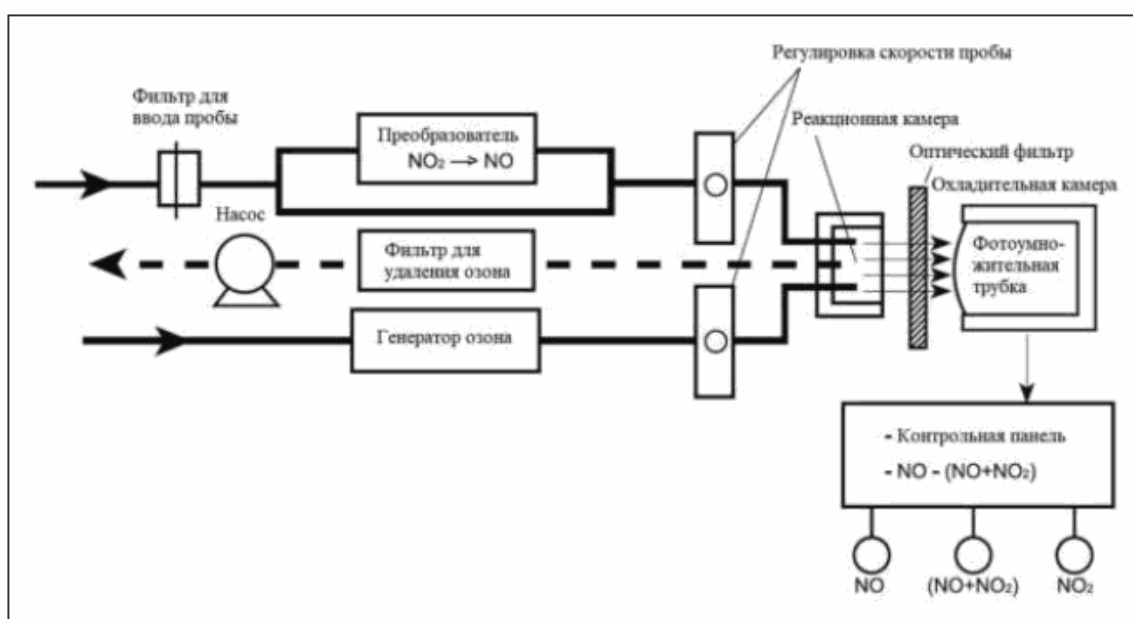 Регулировка скорости пробы
Фильтр для
ввода пробы
Преобразователь
NO₂ → NO
Реакционная камера
Оптический фильтр
Охладительная камера
Насос
Фильтр для
удаления озона
Фотоумно-
жительная
трубка
Генератор озона
- Контрольная панель
- NO - (NO+NO₂)
NO
(NO+NO₂)
NO₂